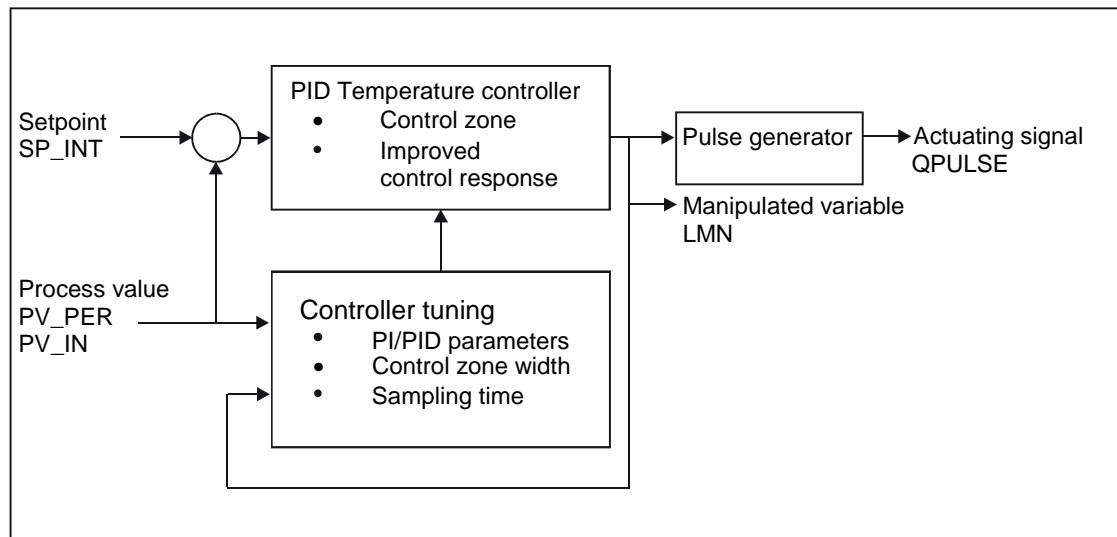 Setpoint
SP_INT
PID Temperature controller
• Control zone
• Improved
control response
Pulse generator
Actuating signal
QPULSE
Manipulated variable
LMN
Process value
PV_PER
PV_IN
Controller tuning
• PI/PID parameters
• Control zone width
• Sampling time